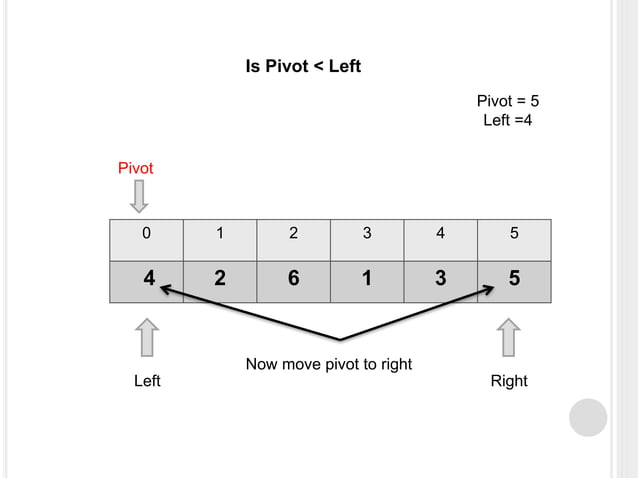 Is Pivot < Left
Pivot = 5
Left =4
Pivot
0 1 2 3 4 5
4 2 6 1 3 5
Now move pivot to right
Left Right